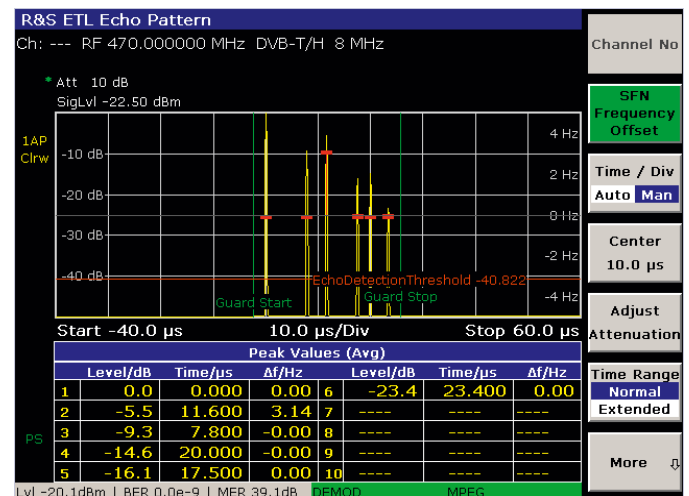 R&S ETL Echo Pattern
Ch: --- RF 470.000000 MHz DVB-T/H 8 MHz
* Att 10 dB
SigLvl -22.50 dBm
1AP
Clrw
-10 dB
-20 dB
-30 dB
-40 dB
4 Hz
2 Hz
0 Hz
-2 Hz
-4 Hz
EchoDetectionThreshold -40.822
Guard Start
Guard Stop
Start -40.0 µs 10.0 µs/Div Stop 60.0 µs
Peak Values (Avg)
Level/dB Time/µs Δf/Hz Level/dB Time/µs Δf/Hz
1 0.0 0.000 0.00 6 -23.4 23.400 0.00
2 -5.5 11.600 3.14 7 ---- ---- ----
3 -9.3 7.800 -0.00 8 ---- ---- ----
4 -14.6 20.000 -0.00 9 ---- ---- ----
5 -16.1 17.500 0.00 10 ---- ---- ----
PS
Lvl -20.1dBm | BER 0.0e-9 | MER 39.1dB DEMOD MPEG
Channel No
SFN
Frequency
Offset
Time / Div
Auto Man
Center
10.0 µs
Adjust
Attenuation
Time Range
Normal
Extended
More ⇩